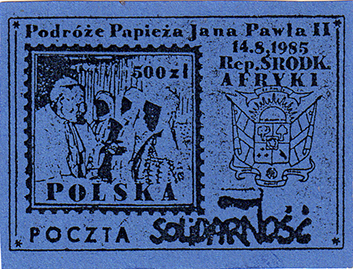 Podróże Papieża Jana Pawła II
14.8.1985
Rep. ŚRODK.
AFRYKI
500 zł
POLSKA
POCZTA SOLIDARNOŚĆ